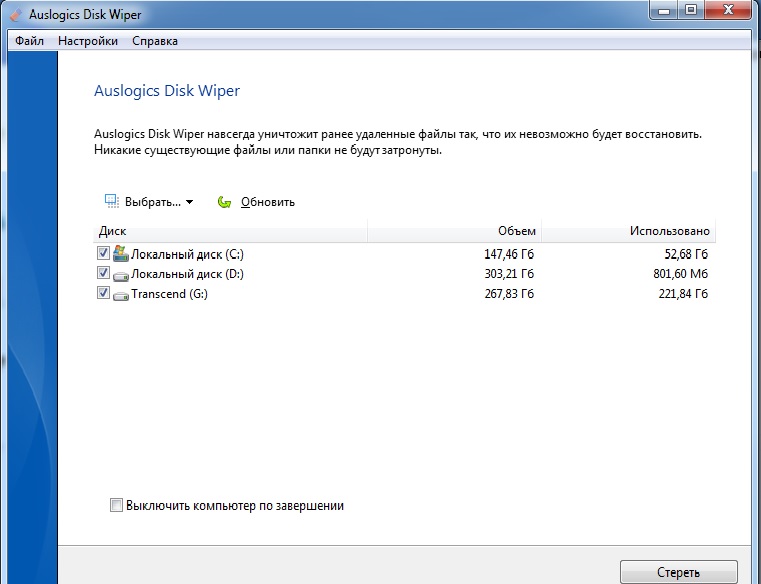 Auslogics Disk Wiper
Файл Настройки Справка
Auslogics Disk Wiper
Auslogics Disk Wiper навсегда уничтожит ранее удаленные файлы так, что их невозможно будет восстановить.
Никакие существующие файлы или папки не будут затронуты.
Выбрать... Обновить
Диск Объем Использовано
Локальный диск (C:) 147,46 Гб 52,68 Гб
Локальный диск (D:) 303,21 Гб 801,60 Мб
Transcend (G:) 267,83 Гб 221,84 Гб
Выключить компьютер по завершении
Стереть